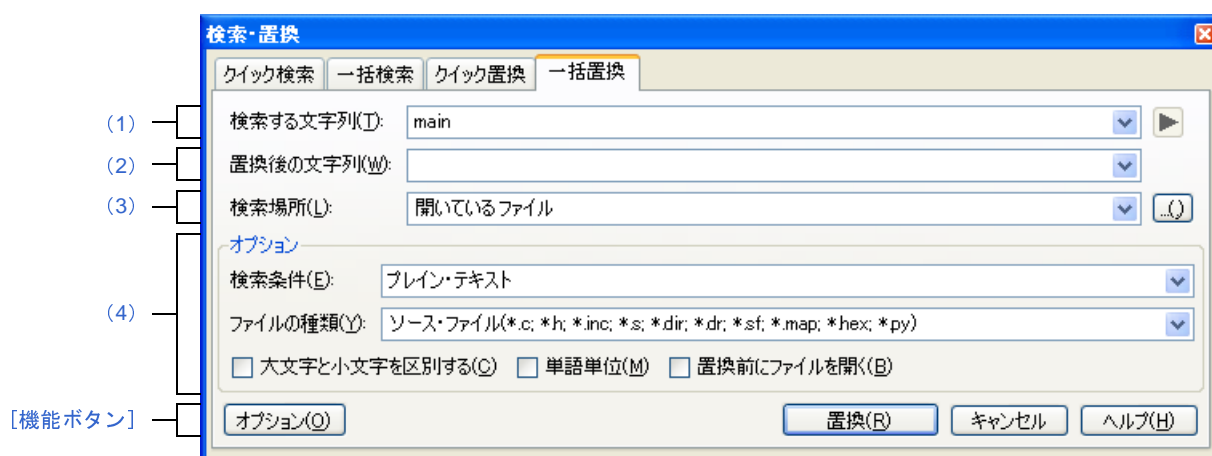 検索・置換
クイック検索 一括検索 クイック置換 一括置換
(1) 検索する文字列(T): main
(2) 置換後の文字列(W):
(3) 検索場所(L): 開いているファイル ...()
オプション
検索条件(E): プレイン・テキスト
(4) ファイルの種類(Y): ソース・ファイル(*.c; *.h; *.inc; *.s; *.dir; *.dr; *.sf; *.map; *.hex; *.py)
大文字と小文字を区別する(C) 単語単位(M) 置換前にファイルを開く(B)
[機能ボタン] オプション(O) 置換(R) キャンセル ヘルプ(H)